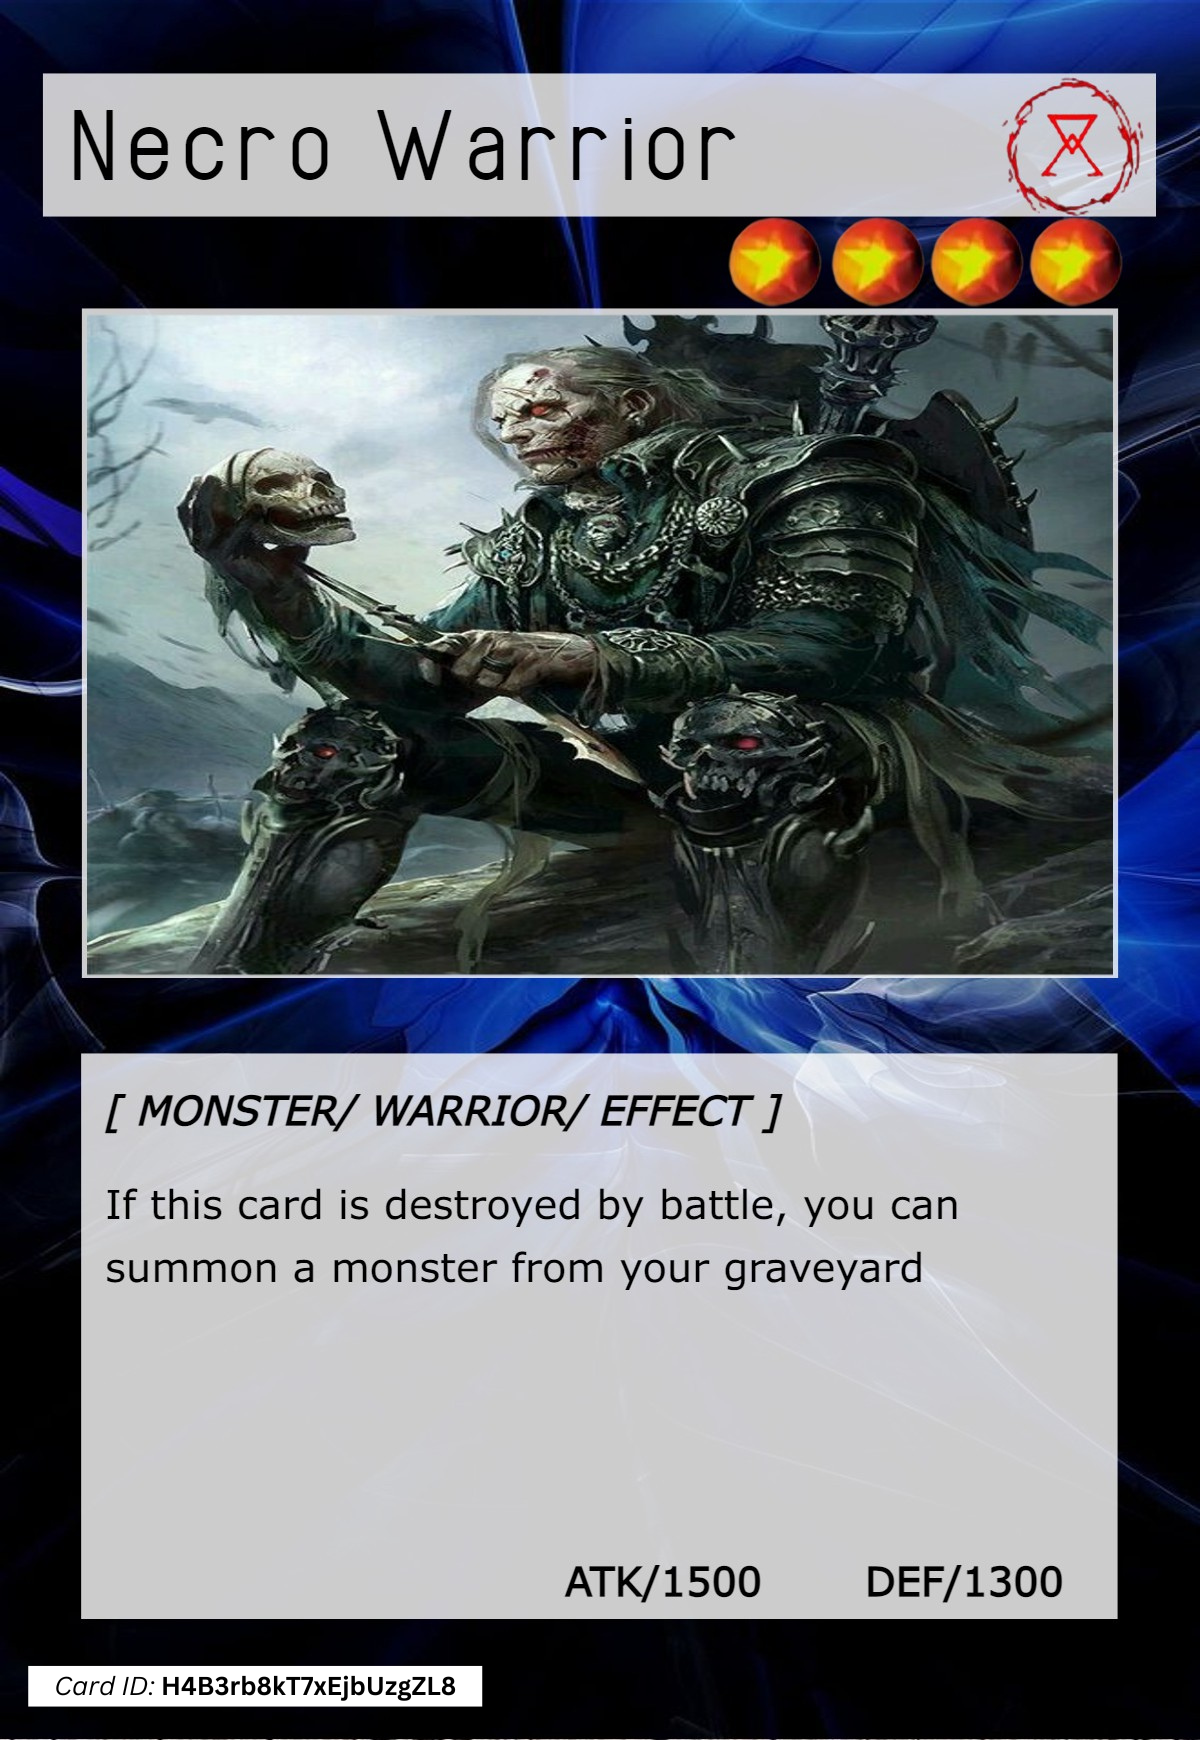 Necro Warrior
[ MONSTER/ WARRIOR/ EFFECT ]
If this card is destroyed by battle, you can
summon a monster from your graveyard
ATK/1500 DEF/1300
Card ID: H4B3rb8kT7xEjbUzgZL8